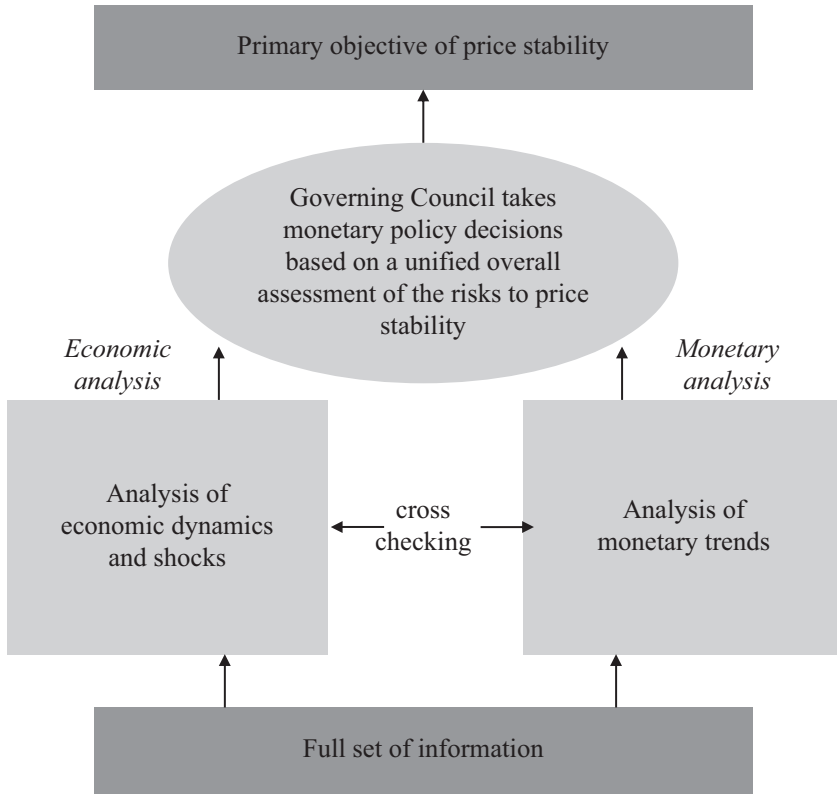 Primary objective of price stability
Governing Council takes
monetary policy decisions
based on a unified overall
assessment of the risks to price
stability
Economic
analysis
Monetary
analysis
Analysis of
economic dynamics
and shocks
cross
checking
Analysis of
monetary trends
Full set of information